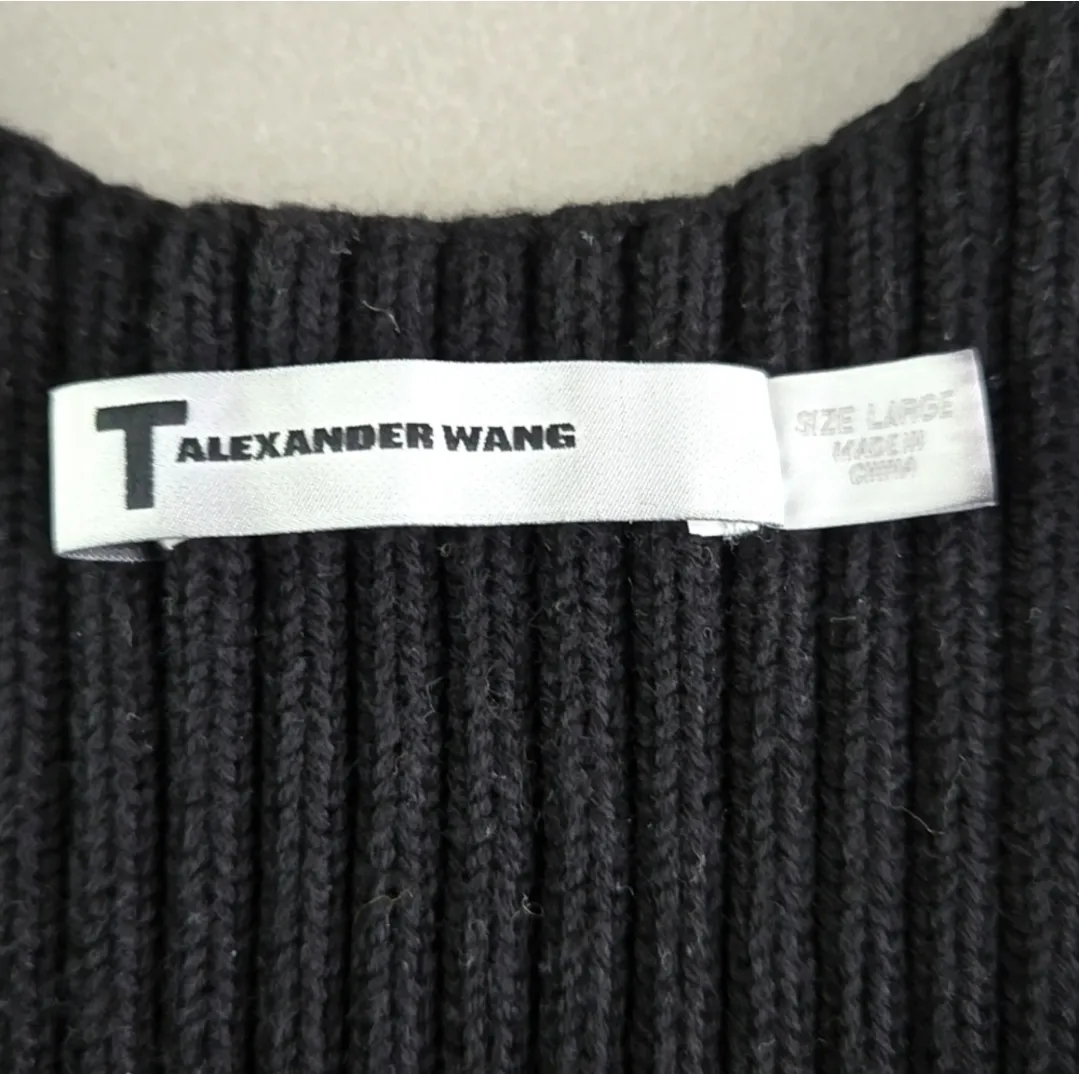 T ALEXANDER WANG
SIZE LARGE
MADE IN
CHINA